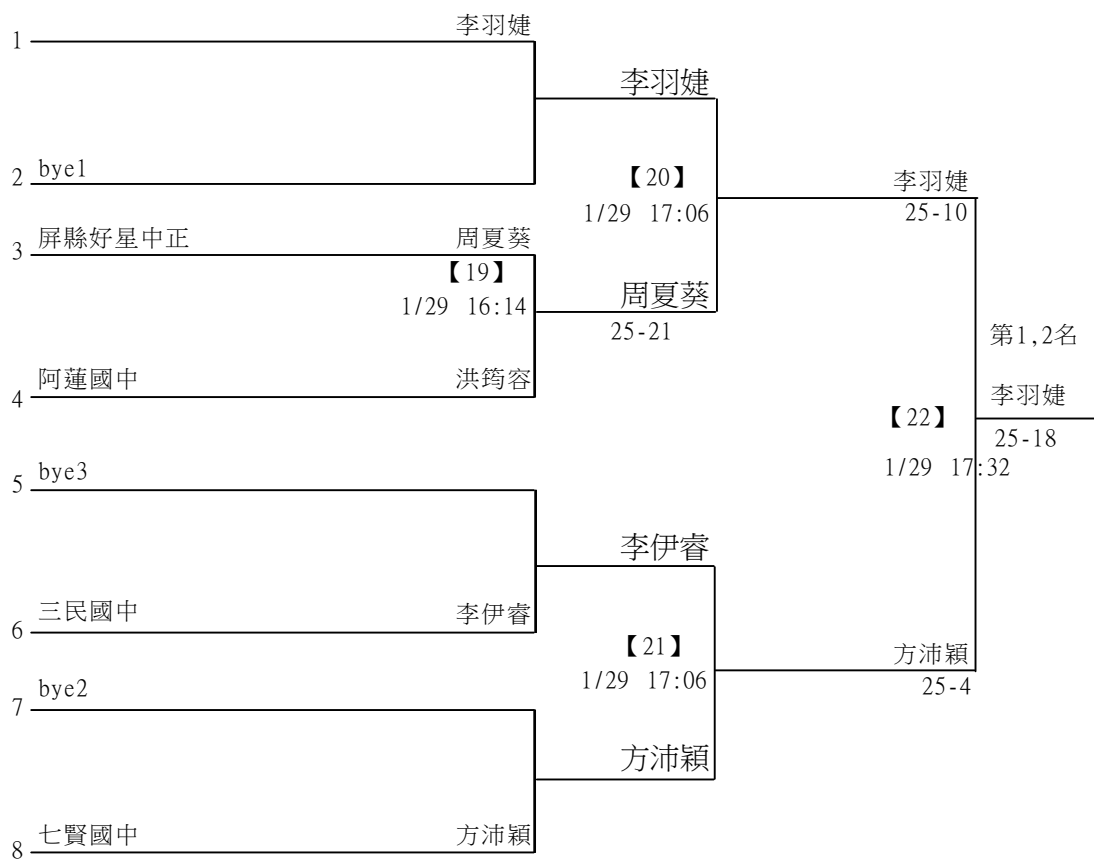 1 李羽婕
李羽婕
2 bye1
【20】
1/29 17:06
李羽婕
25-10
3 屏縣好星中正 周夏葵
【19】
1/29 16:14
周夏葵
25-21
4 阿蓮國中 洪筠容
第1,2名
李羽婕
25-18
【22】
1/29 17:32
5 bye3
李伊睿
6 三民國中 李伊睿
【21】
1/29 17:06
方沛穎
25-4
7 bye2
方沛穎
8 七賢國中 方沛穎